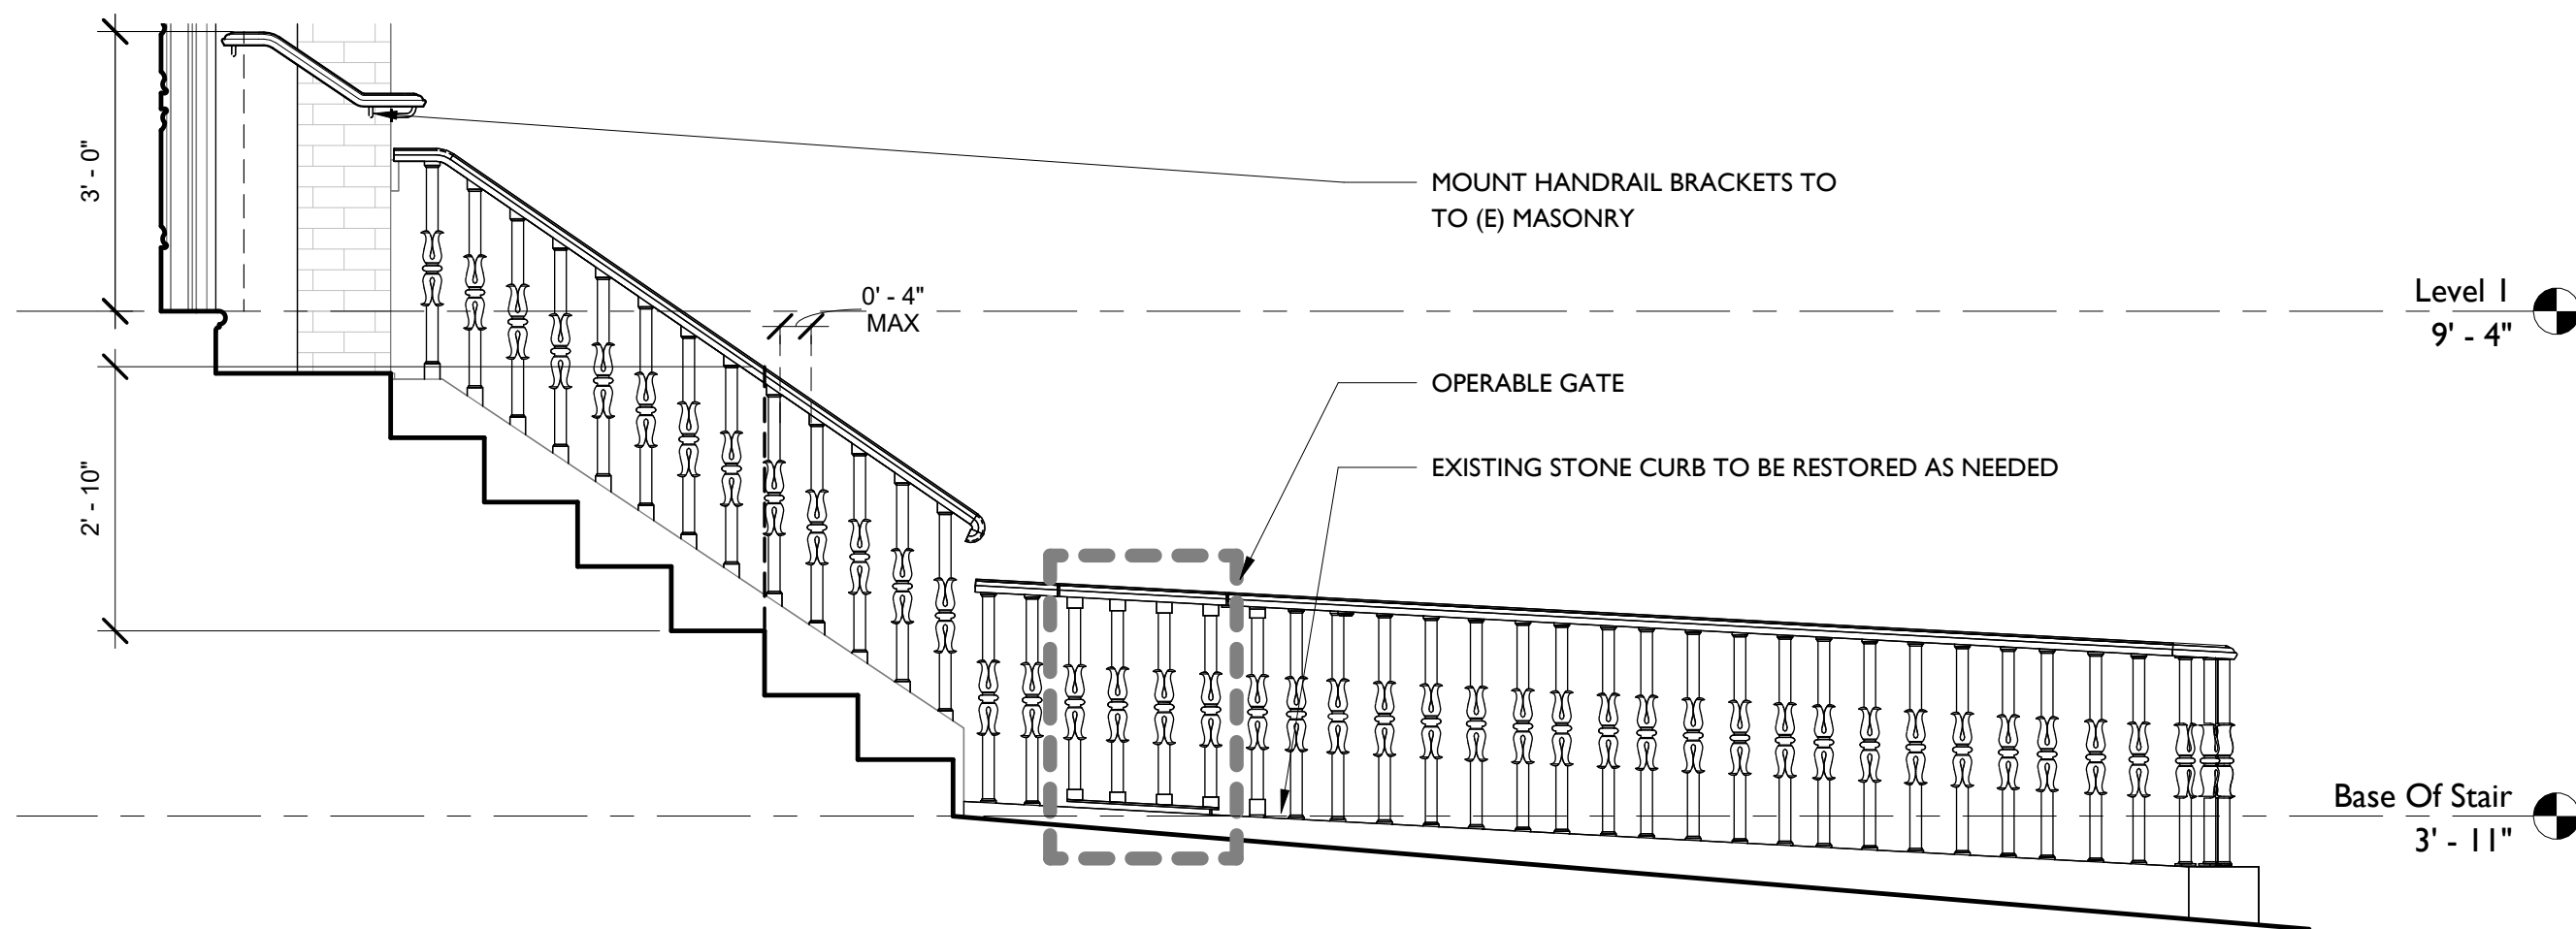 3' - 0"
MOUNT HANDRAIL BRACKETS TO
TO (E) MASONRY
0' - 4"
MAX
Level 1
9' - 4"
OPERABLE GATE
EXISTING STONE CURB TO BE RESTORED AS NEEDED
2' - 10"
Base Of Stair
3' - 11"